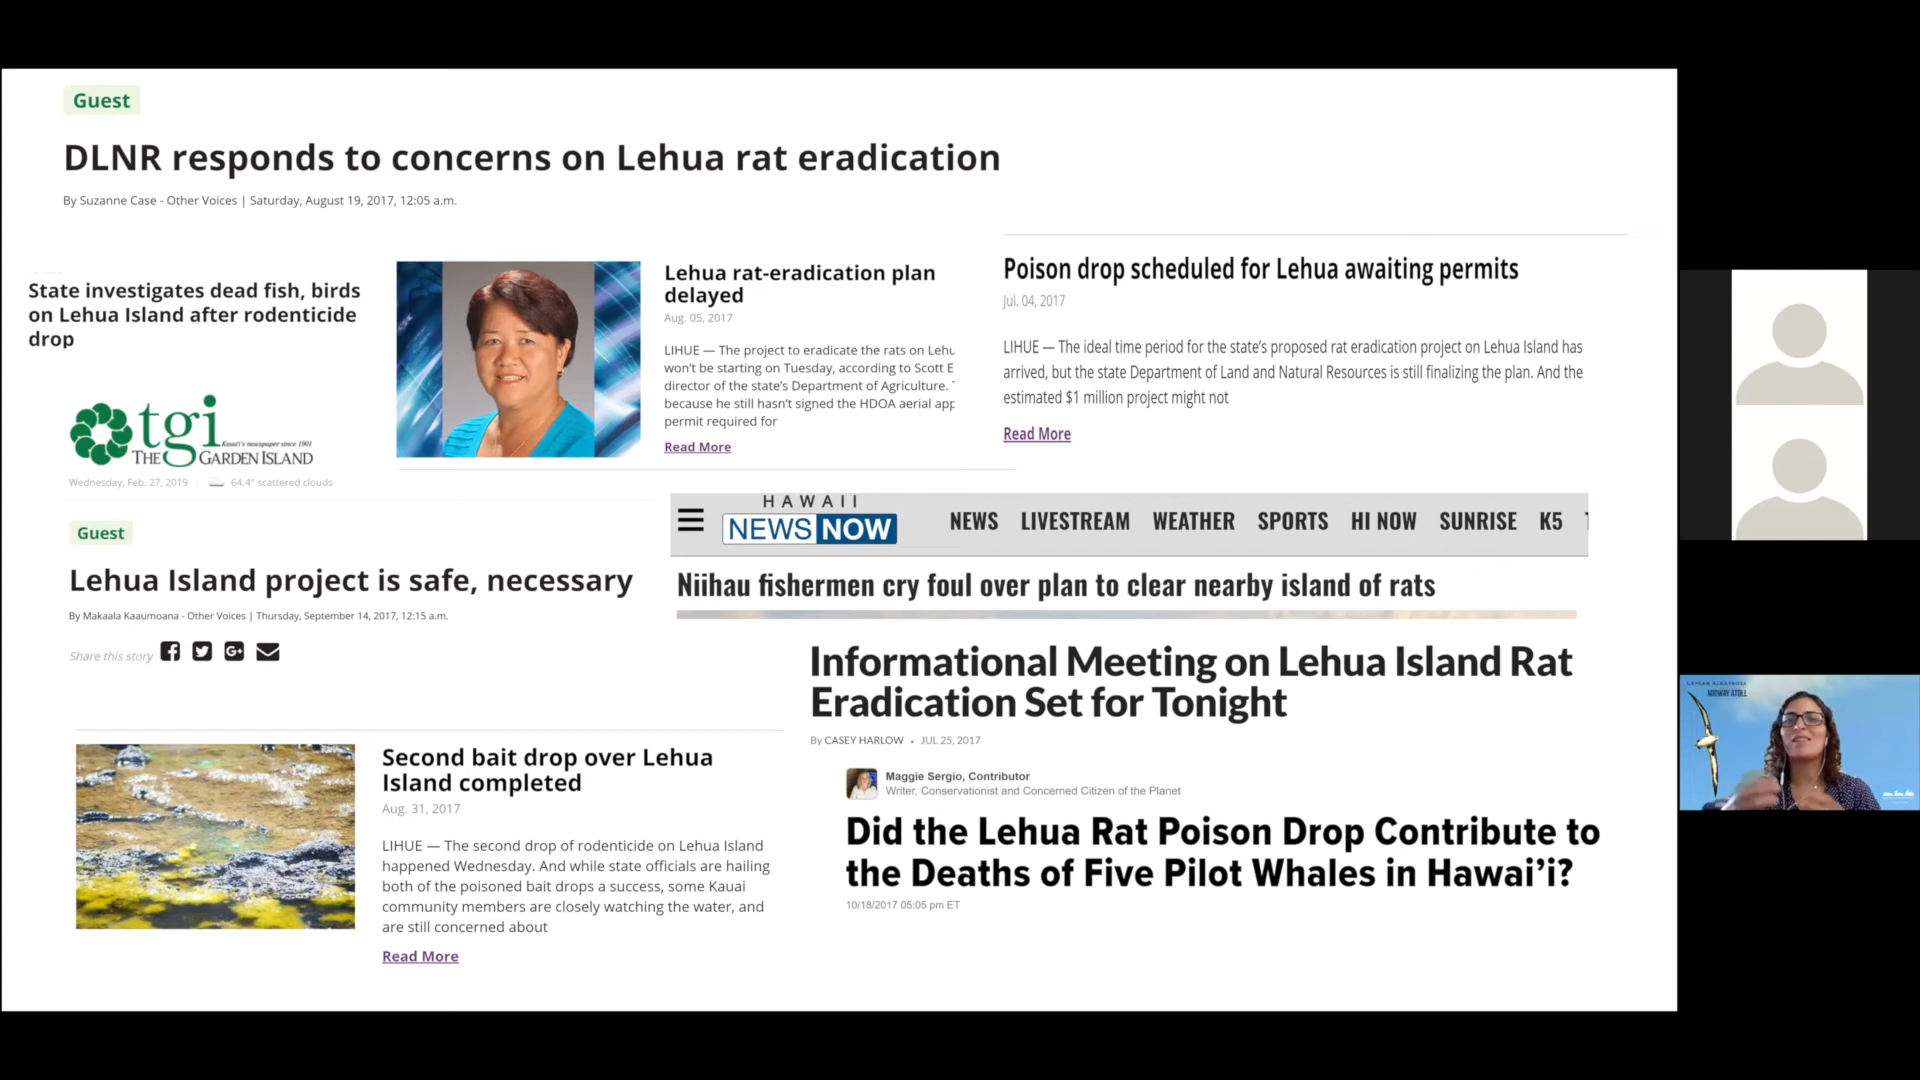 Guest
DLNR responds to concerns on Lehua rat eradication
By Suzanne Case - Other Voices | Saturday, August 19, 2017, 12:05 a.m.
State investigates dead fish, birds
on Lehua Island after rodenticide
drop
Lehua rat-eradication plan
delayed
Aug. 05, 2017
LIHUE — The project to eradicate the rats on Lehu
won't be starting on Tuesday, according to Scott E
director of the state's Department of Agriculture.
because he still hasn't signed the HDOA aerial app
permit required for
Read More
Poison drop scheduled for Lehua awaiting permits
Jul. 04, 2017
LIHUE — The ideal time period for the state's proposed rat eradication project on Lehua Island has
arrived, but the state Department of Land and Natural Resources is still finalizing the plan. And the
estimated $1 million project might not
Read More
tgi
Kauai's newspaper since 1901
THE GARDEN ISLAND
Wednesday, Feb. 27, 2019 | 64.4° scattered clouds
Guest
Lehua Island project is safe, necessary
By Makaala Kaaumoana - Other Voices | Thursday, September 14, 2017, 12:15 a.m.
Share this story
HAWAII
NEWS NOW
NEWS LIVESTREAM WEATHER SPORTS HI NOW SUNRISE K5
Niihau fishermen cry foul over plan to clear nearby island of rats
Informational Meeting on Lehua Island Rat
Eradication Set for Tonight
By CASEY HARLOW • JUL 25, 2017
Second bait drop over Lehua
Island completed
Aug. 31, 2017
LIHUE — The second drop of rodenticide on Lehua Island
happened Wednesday. And while state officials are hailing
both of the poisoned bait drops a success, some Kauai
community members are closely watching the water, and
are still concerned about
Read More
Maggie Sergio, Contributor
Writer, Conservationist and Concerned Citizen of the Planet
Did the Lehua Rat Poison Drop Contribute to
the Deaths of Five Pilot Whales in Hawai'i?
10/18/2017 05:05 pm ET
LAYSAN ALBATROSS
MIDWAY ATOLL